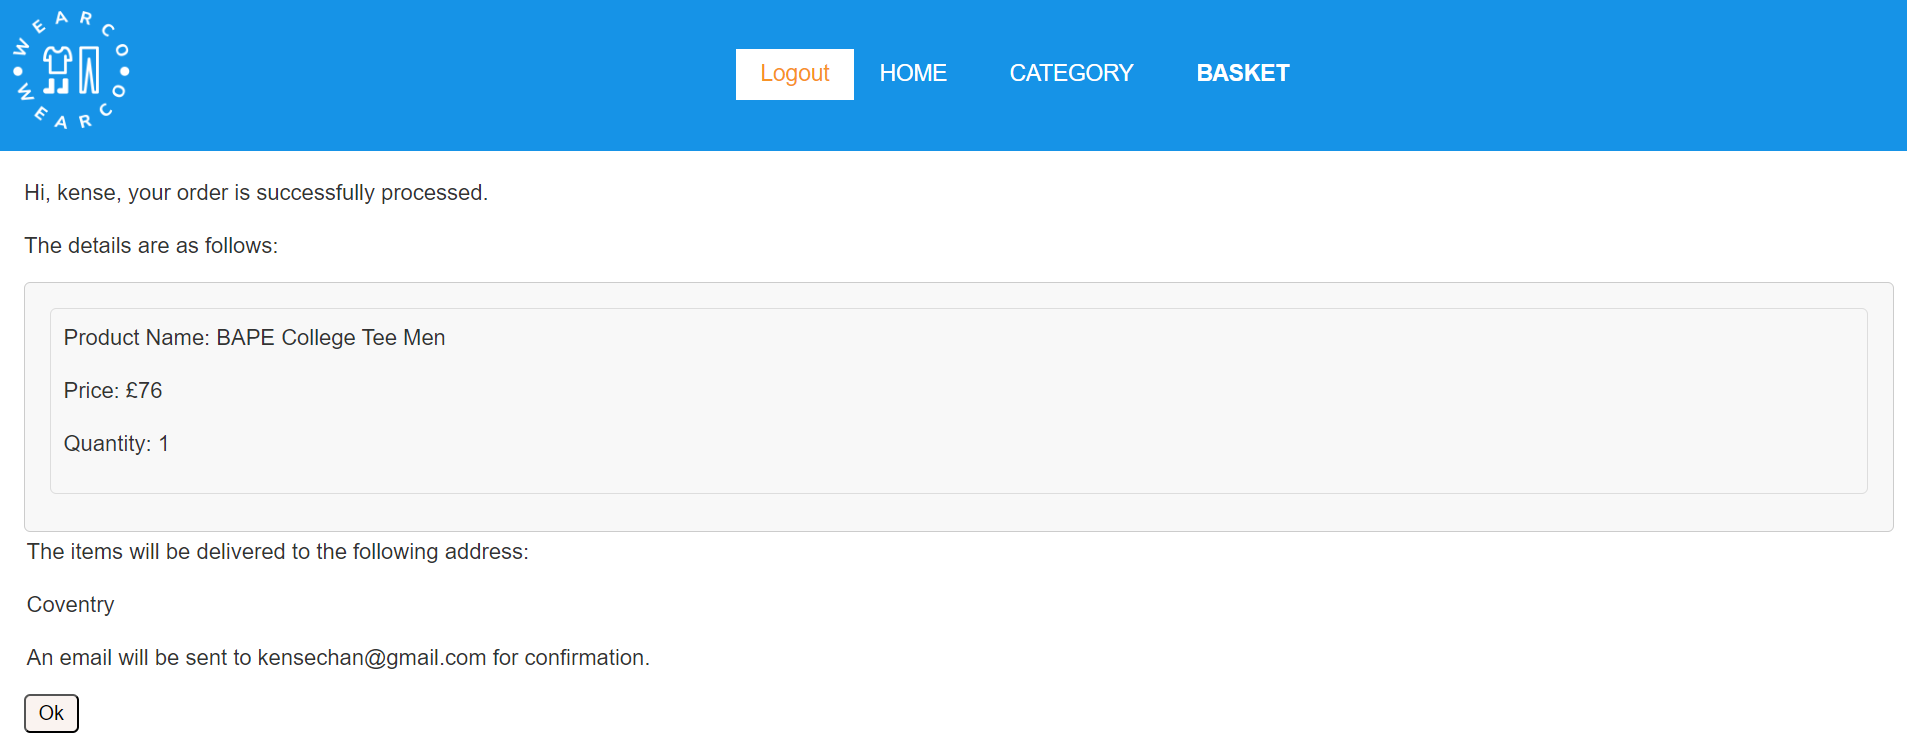 WEARCO
WEARCO
Logout HOME CATEGORY BASKET
Hi, kense, your order is successfully processed.
The details are as follows:
Product Name: BAPE College Tee Men
Price: £76
Quantity: 1
The items will be delivered to the following address:
Coventry
An email will be sent to kensechan@gmail.com for confirmation.
Ok